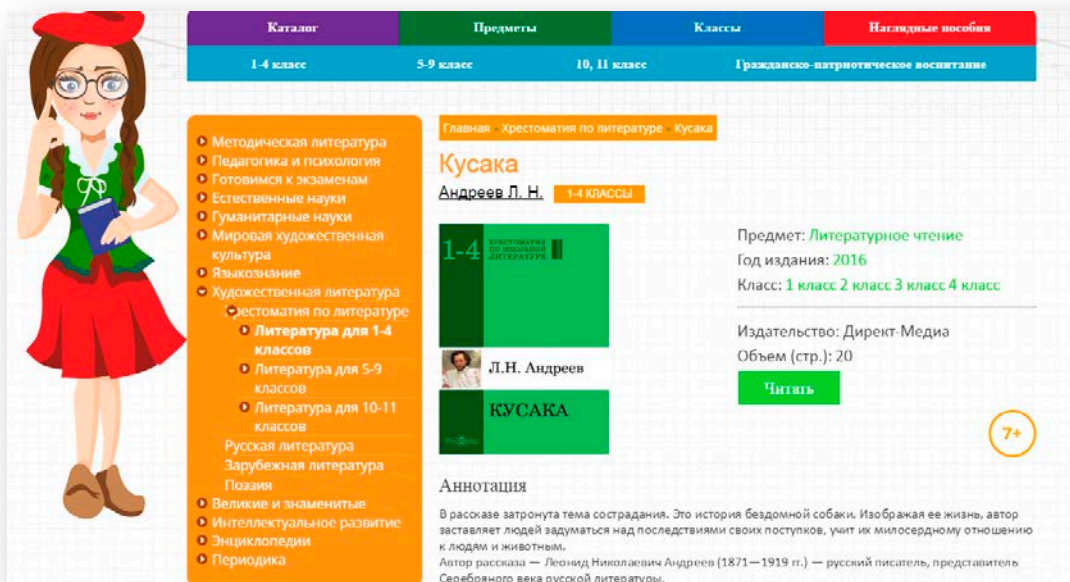 Каталог Предметы Классы Наглядные пособия
1-4 класс 5-9 класс 10, 11 класс Гражданско-патриотическое воспитание
Методическая литература
Педагогика и психология
Готовимся к экзаменам
Естественные науки
Гуманитарные науки
Мировая художественная
культура
Языкознание
Художественная литература
Хрестоматия по литературе
Литература для 1-4
классов
Литература для 5-9
классов
Литература для 10-11
классов
Русская литература
Зарубежная литература
Поэзия
Великие и знаменитые
Интеллектуальное развитие
Энциклопедии
Периодика
Главная - Хрестоматия по литературе - Кусака
Кусака
Андреев Л. Н. 1-4 КЛАССЫ
1-4
ХРЕСТОМАТИЯ
ПО ШКОЛЬНОЙ
ЛИТЕРАТУРЕ
Л.Н. Андреев
КУСАКА
Предмет: Литературное чтение
Год издания: 2016
Класс: 1 класс 2 класс 3 класс 4 класс
Издательство: Директ-Медиа
Объем (стр.): 20
Читать
7+
Аннотация
В рассказе затронута тема сострадания. Это история бездомной собаки. Изображая ее жизнь, автор
заставляет людей задуматься над последствиями своих поступков, учит их милосердному отношению
к людям и животным.
Автор рассказа — Леонид Николаевич Андреев (1871—1919 гг.) — русский писатель, представитель
Серебряного века русской литературы.